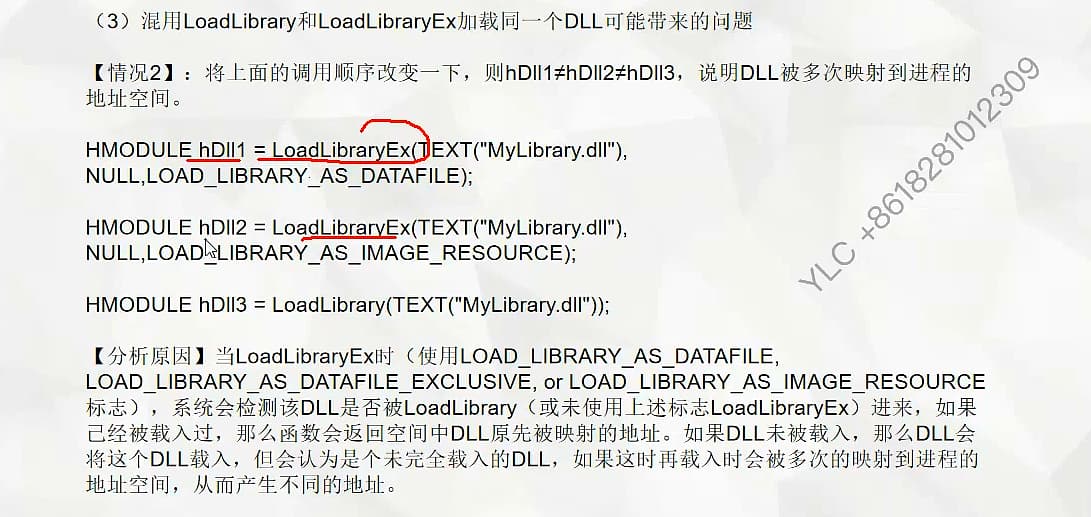 （3）混用LoadLibrary和LoadLibraryEx加载同一个DLL可能带来的问题
【情况2】：将上面的调用顺序改变一下，则hDll1≠hDll2≠hDll3，说明DLL被多次映射到进程的
地址空间。
HMODULE hDll1 = LoadLibraryEx(TEXT("MyLibrary.dll"),
NULL,LOAD_LIBRARY_AS_DATAFILE);
HMODULE hDll2 = LoadLibraryEx(TEXT("MyLibrary.dll"),
NULL,LOAD_LIBRARY_AS_IMAGE_RESOURCE);
HMODULE hDll3 = LoadLibrary(TEXT("MyLibrary.dll"));
【分析原因】当LoadLibraryEx时（使用LOAD_LIBRARY_AS_DATAFILE,
LOAD_LIBRARY_AS_DATAFILE_EXCLUSIVE, or LOAD_LIBRARY_AS_IMAGE_RESOURCE
标志），系统会检测该DLL是否被LoadLibrary（或未使用上述标志LoadLibraryEx）进来，如果
已经被载入过，那么函数会返回空间中DLL原先被映射的地址。如果DLL未被载入，那么DLL会
将这个DLL载入，但会认为是个未完全载入的DLL，如果这时再载入时会被多次的映射到进程的
地址空间，从而产生不同的地址。
YLC +8618281012309